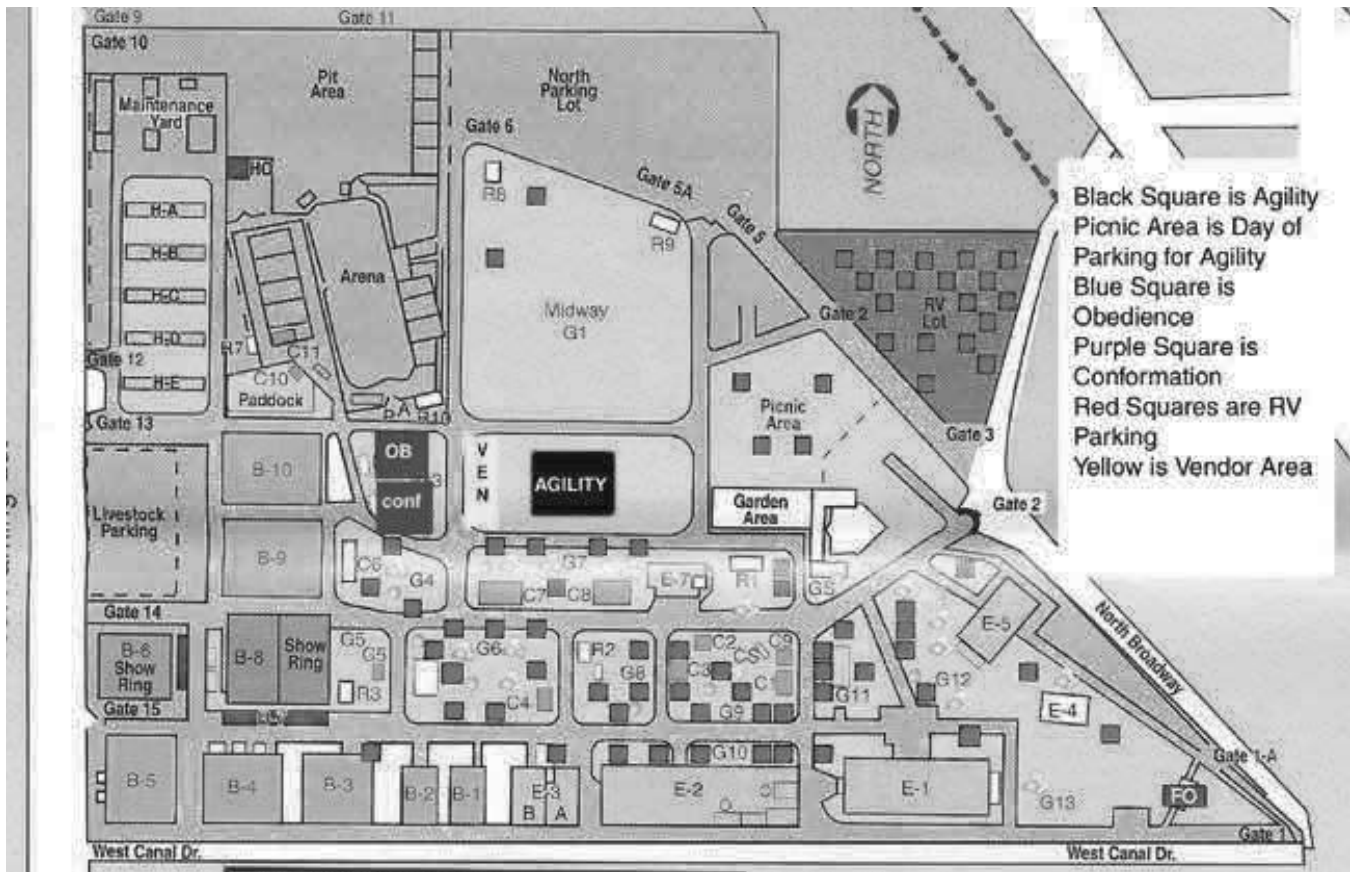 Gate 9
Gate 11
Gate 10
Pit
Area
North
Parking
Lot
Maintenance
Yard
Gate 6
NORTH
HO
R8
Gate 5A
Gate 5
R9
H-A
H-B
H-C
H-D
H-E
Arena
Midway
G1
Gate 2
RV
Lot
R7
C11
C10
Paddock
Gate 12
R10
Picnic
Area
Gate 13
Gate 3
B-10
OB
conf
VEN
AGILITY
Garden
Area
Gate 2
Livestock
Parking
B-9
C6
G4
G7
C7
C8
E-7
R1
G5
Gate 14
B-6
Show
Ring
B-8
Show
Ring
G5
G5
R3
G6
C4
R2
G8
C2
C9
C3
G9
G11
G12
E-5
E-4
North Broadway
Gate 15
B-5
B-4
B-3
B-2
B-1
E-3
B
A
E-2
G10
E-1
G13
Gate 1-A
Gate 1
West Canal Dr.
West Canal Dr.
Black Square is Agility
Picnic Area is Day of
Parking for Agility
Blue Square is
Obedience
Purple Square is
Conformation
Red Squares are RV
Parking
Yellow is Vendor Area